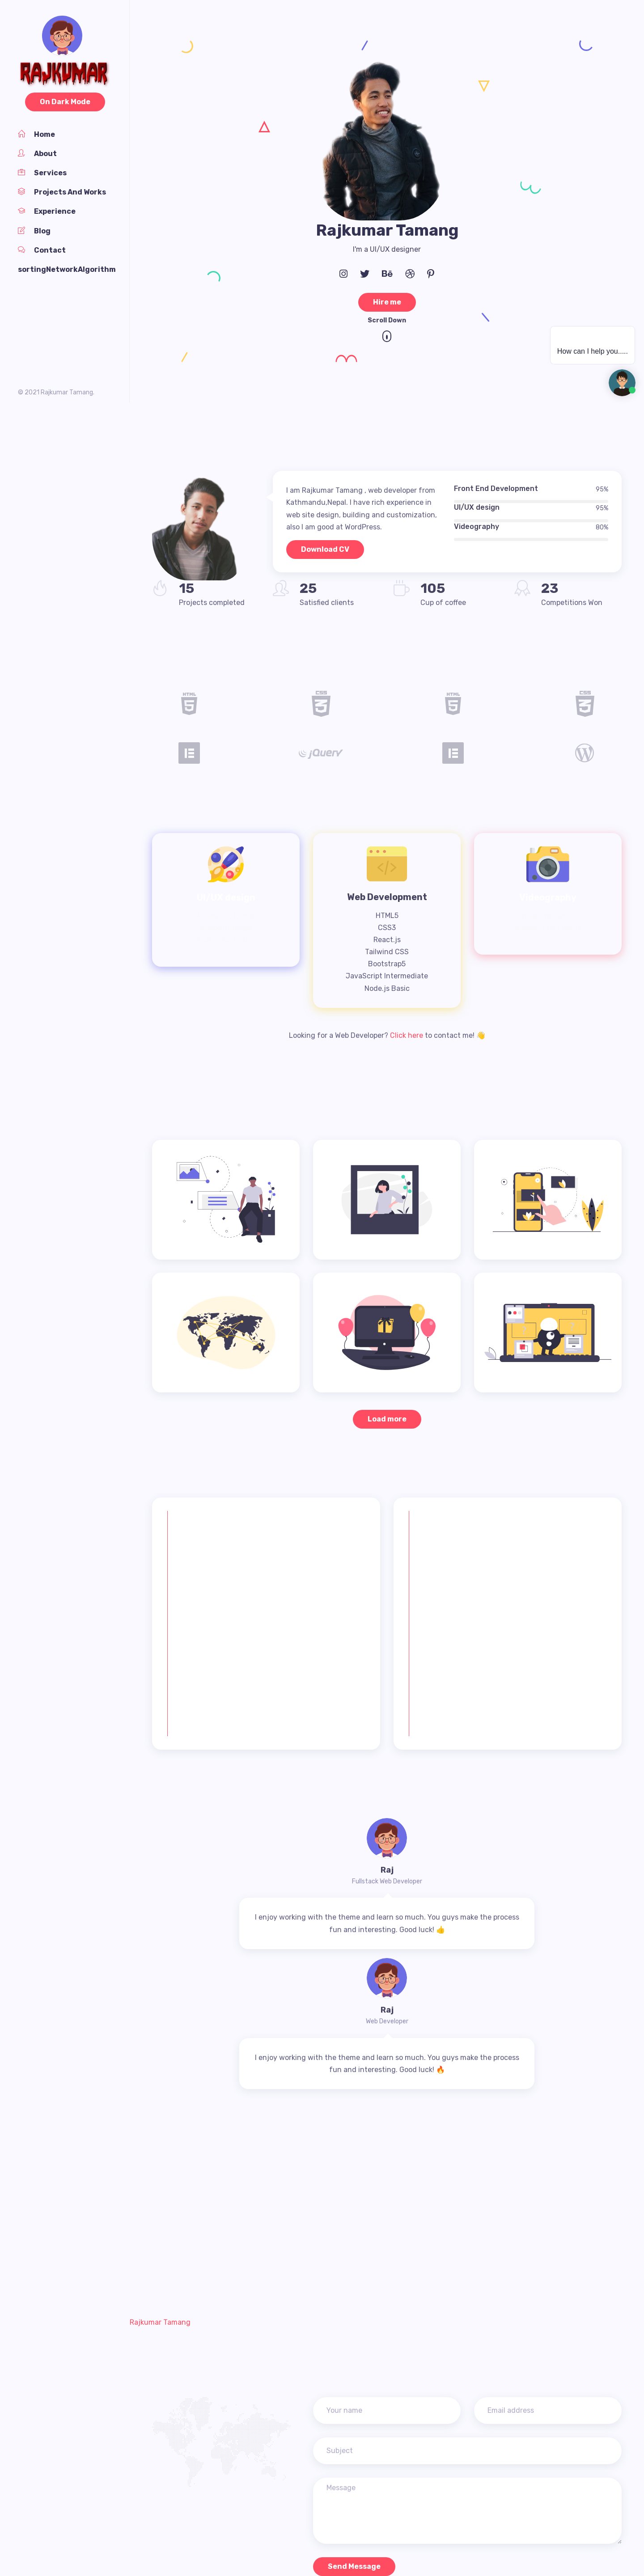 RAJKUMAR
On Dark Mode
Home
About
Services
Projects And Works
Experience
Blog
Contact
sortingNetworkAlgorithm
© 2021 Rajkumar Tamang.
Rajkumar Tamang
I'm a UI/UX designer
Bē
Hire me
Scroll Down
How can I help you.....
I am Rajkumar Tamang , web developer from
Kathmandu,Nepal. I have rich experience in
web site design, building and customization,
also I am good at WordPress.
Download CV
Front End Development 95%
UI/UX design 95%
Videography 80%
15
Projects completed
25
Satisfied clients
105
Cup of coffee
23
Competitions Won
HTML
5
CSS
3
HTML
5
CSS
3
jQuery
Web Development
HTML5
CSS3
React.js
Tailwind CSS
Bootstrap5
JavaScript Intermediate
Node.js Basic
Looking for a Web Developer? Click here to contact me! 👋
Load more
Raj
Fullstack Web Developer
I enjoy working with the theme and learn so much. You guys make the process
fun and interesting. Good luck! 👍
Raj
Web Developer
I enjoy working with the theme and learn so much. You guys make the process
fun and interesting. Good luck! 🔥
Rajkumar Tamang
Your name
Email address
Subject
Message
Send Message